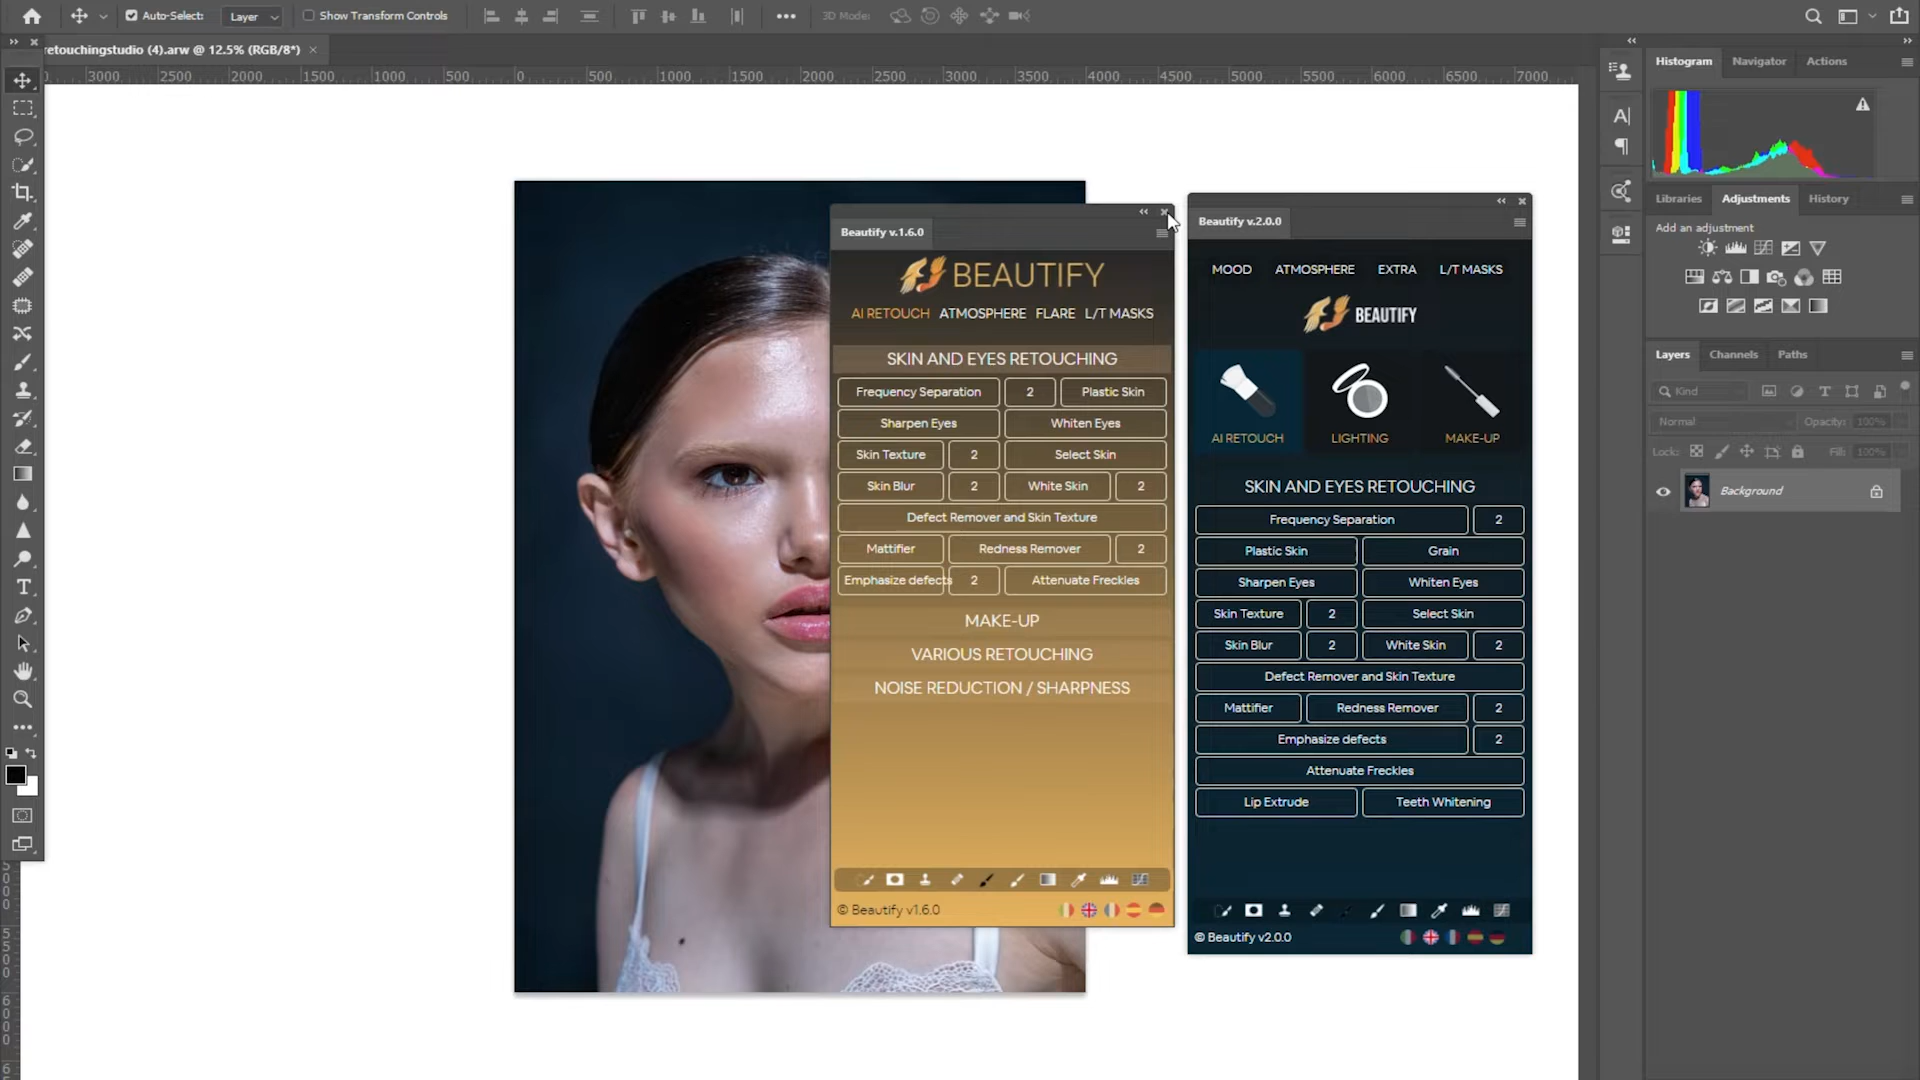 Auto-Select: Layer Show Transform Controls 3D Mode:
retouchingstudio (4).arw @ 12.5% (RGB/8*)
3000 2500 2000 1500 1000 500 0 500 1000 1500 2000 2500 3000 3500 4000 4500 5000 5500 6000 6500 7000
Beautify v.1.6.0
BEAUTIFY
AI RETOUCH ATMOSPHERE FLARE L/T MASKS
SKIN AND EYES RETOUCHING
Frequency Separation 2 Plastic Skin
Sharpen Eyes Whiten Eyes
Skin Texture 2 Select Skin
Skin Blur 2 White Skin 2
Defect Remover and Skin Texture
Mattifier Redness Remover 2
Emphasize defects 2 Attenuate Freckles
MAKE-UP
VARIOUS RETOUCHING
NOISE REDUCTION / SHARPNESS
© Beautify v1.6.0
Beautify v.2.0.0
MOOD ATMOSPHERE EXTRA L/T MASKS
BEAUTIFY
AI RETOUCH LIGHTING MAKE-UP
SKIN AND EYES RETOUCHING
Frequency Separation 2
Plastic Skin Grain
Sharpen Eyes Whiten Eyes
Skin Texture 2 Select Skin
Skin Blur 2 White Skin 2
Defect Remover and Skin Texture
Mattifier Redness Remover 2
Emphasize defects 2
Attenuate Freckles
Lip Extrude Teeth Whitening
© Beautify v2.0.0
Histogram Navigator Actions
Libraries Adjustments History
Add an adjustment
Layers Channels Paths
Kind
Normal Opacity: 100%
Lock: Fill: 100%
Background